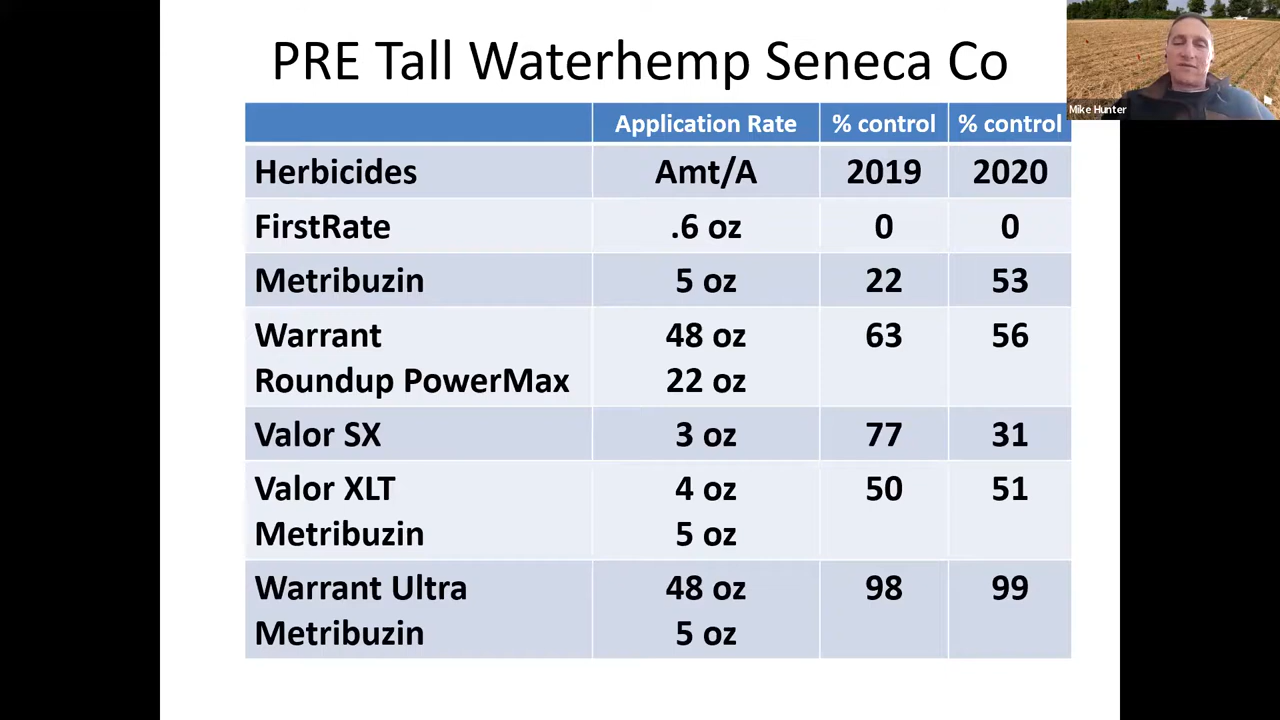 PRE Tall Waterhemp Seneca Co
Mike Hunter
Application Rate % control % control
Herbicides Amt/A 2019 2020
FirstRate .6 oz 0 0
Metribuzin 5 oz 22 53
Warrant 48 oz 63 56
Roundup PowerMax 22 oz
Valor SX 3 oz 77 31
Valor XLT 4 oz 50 51
Metribuzin 5 oz
Warrant Ultra 48 oz 98 99
Metribuzin 5 oz